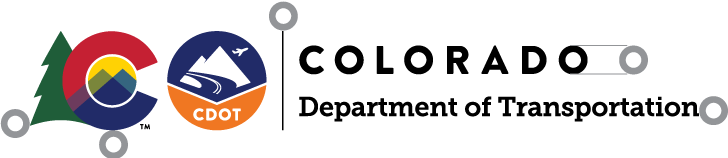 TM
CDOT
COLORADO
Department of Transportation